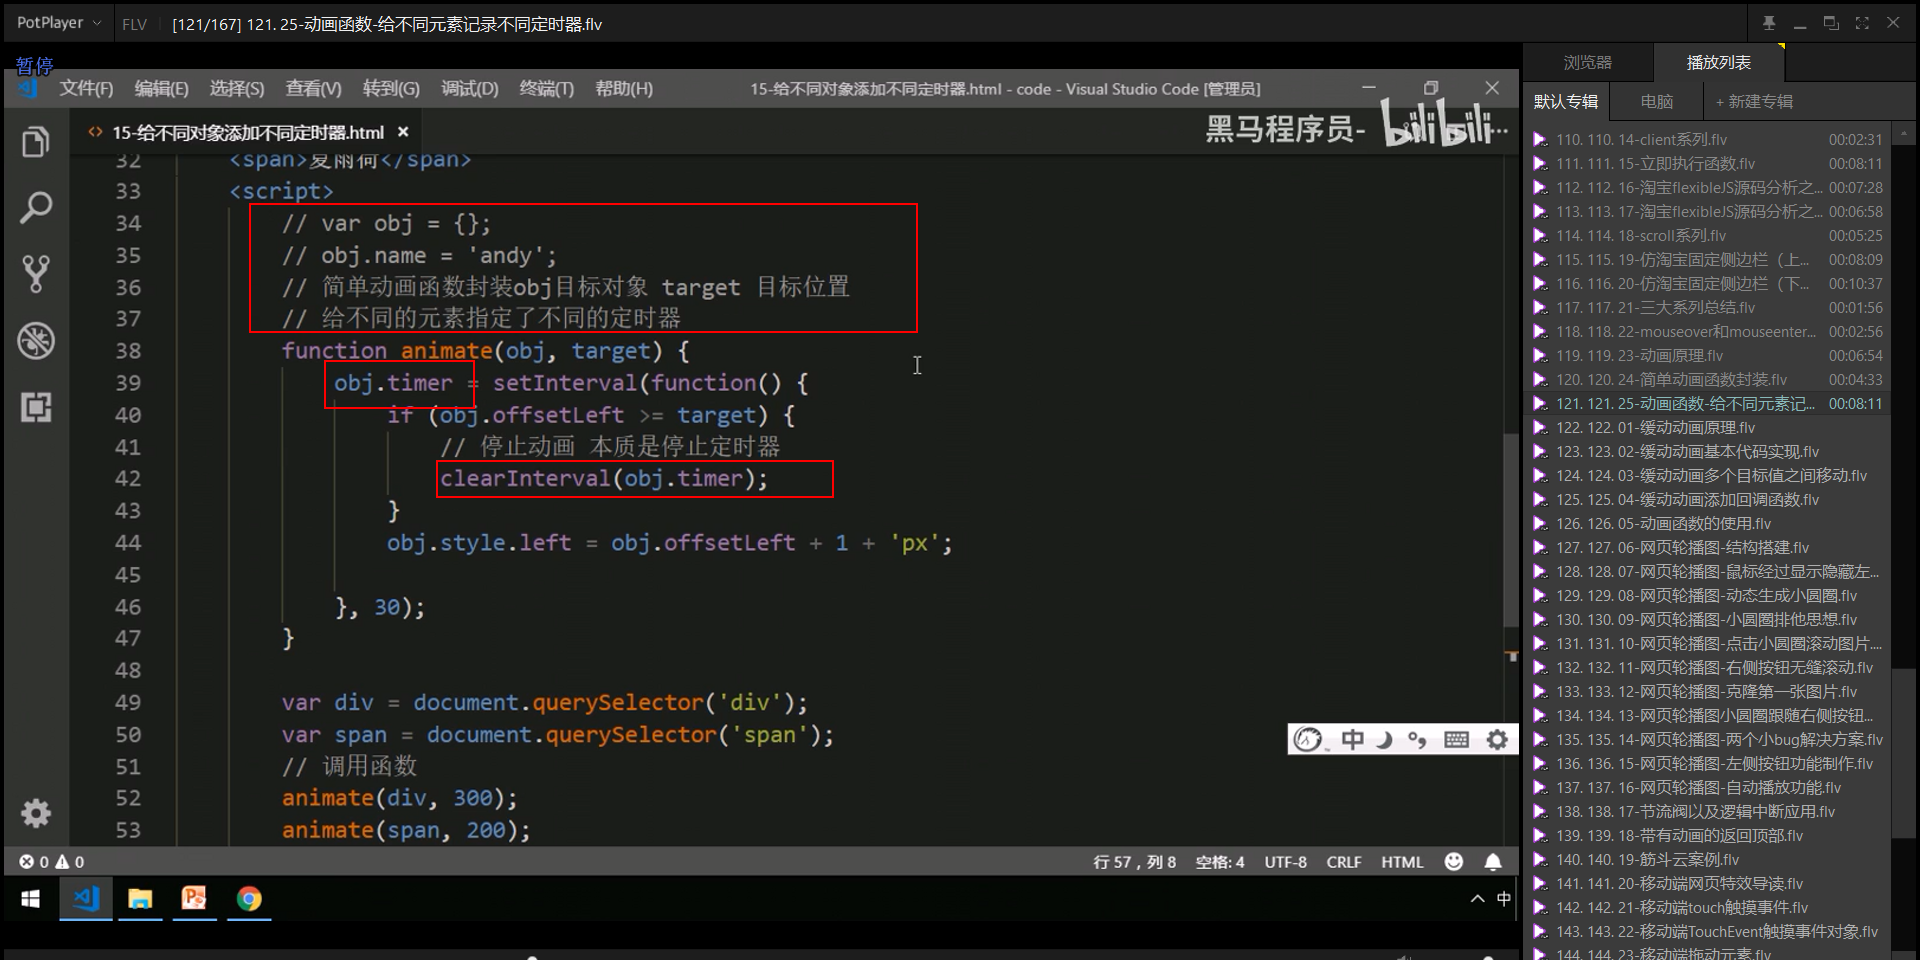 PotPlayer
FLV
[121/167] 121. 25-动画函数-给不同元素记录不同定时器.flv
暂停
文件(F) 编辑(E) 选择(S) 查看(V) 转到(G) 调试(D) 终端(T) 帮助(H)
15-给不同对象添加不同定时器.html - code - Visual Studio Code [管理员]
15-给不同对象添加不同定时器.html
黑马程序员- bilibili
32 <span>夏雨荷</span>
33 <script>
34 // var obj = {};
35 // obj.name = 'andy';
36 // 简单动画函数封装obj目标对象 target 目标位置
37 // 给不同的元素指定了不同的定时器
38 function animate(obj, target) {
39 obj.timer = setInterval(function() {
40 if (obj.offsetLeft >= target) {
41 // 停止动画 本质是停止定时器
42 clearInterval(obj.timer);
43 }
44 obj.style.left = obj.offsetLeft + 1 + 'px';
45
46 }, 30);
47 }
48
49 var div = document.querySelector('div');
50 var span = document.querySelector('span');
51 // 调用函数
52 animate(div, 300);
53 animate(span, 200);
中
0 0
行 57，列 8 空格: 4 UTF-8 CRLF HTML
中
浏览器 播放列表
默认专辑 电脑 + 新建专辑
110. 110. 14-client系列.flv 00:02:31
111. 111. 15-立即执行函数.flv 00:08:11
112. 112. 16-淘宝flexibleJS源码分析之... 00:07:28
113. 113. 17-淘宝flexibleJS源码分析之... 00:06:58
114. 114. 18-scroll系列.flv 00:05:25
115. 115. 19-仿淘宝固定侧边栏（上... 00:08:09
116. 116. 20-仿淘宝固定侧边栏（下... 00:10:37
117. 117. 21-三大系列总结.flv 00:01:56
118. 118. 22-mouseover和mouseenter... 00:02:56
119. 119. 23-动画原理.flv 00:06:54
120. 120. 24-简单动画函数封装.flv 00:04:33
121. 121. 25-动画函数-给不同元素记... 00:08:11
122. 122. 01-缓动动画原理.flv
123. 123. 02-缓动动画基本代码实现.flv
124. 124. 03-缓动动画多个目标值之间移动.flv
125. 125. 04-缓动动画添加回调函数.flv
126. 126. 05-动画函数的使用.flv
127. 127. 06-网页轮播图-结构搭建.flv
128. 128. 07-网页轮播图-鼠标经过显示隐藏左...
129. 129. 08-网页轮播图-动态生成小圆圈.flv
130. 130. 09-网页轮播图-小圆圈排他思想.flv
131. 131. 10-网页轮播图-点击小圆圈滚动图片....
132. 132. 11-网页轮播图-右侧按钮无缝滚动.flv
133. 133. 12-网页轮播图-克隆第一张图片.flv
134. 134. 13-网页轮播图小圆圈跟随右侧按钮...
135. 135. 14-网页轮播图-两个小bug解决方案.flv
136. 136. 15-网页轮播图-左侧按钮功能制作.flv
137. 137. 16-网页轮播图-自动播放功能.flv
138. 138. 17-节流阀以及逻辑中断应用.flv
139. 139. 18-带有动画的返回顶部.flv
140. 140. 19-筋斗云案例.flv
141. 141. 20-移动端网页特效导读.flv
142. 142. 21-移动端touch触摸事件.flv
143. 143. 22-移动端TouchEvent触摸事件对象.flv
144. 144. 23-移动端拖动元素.flv